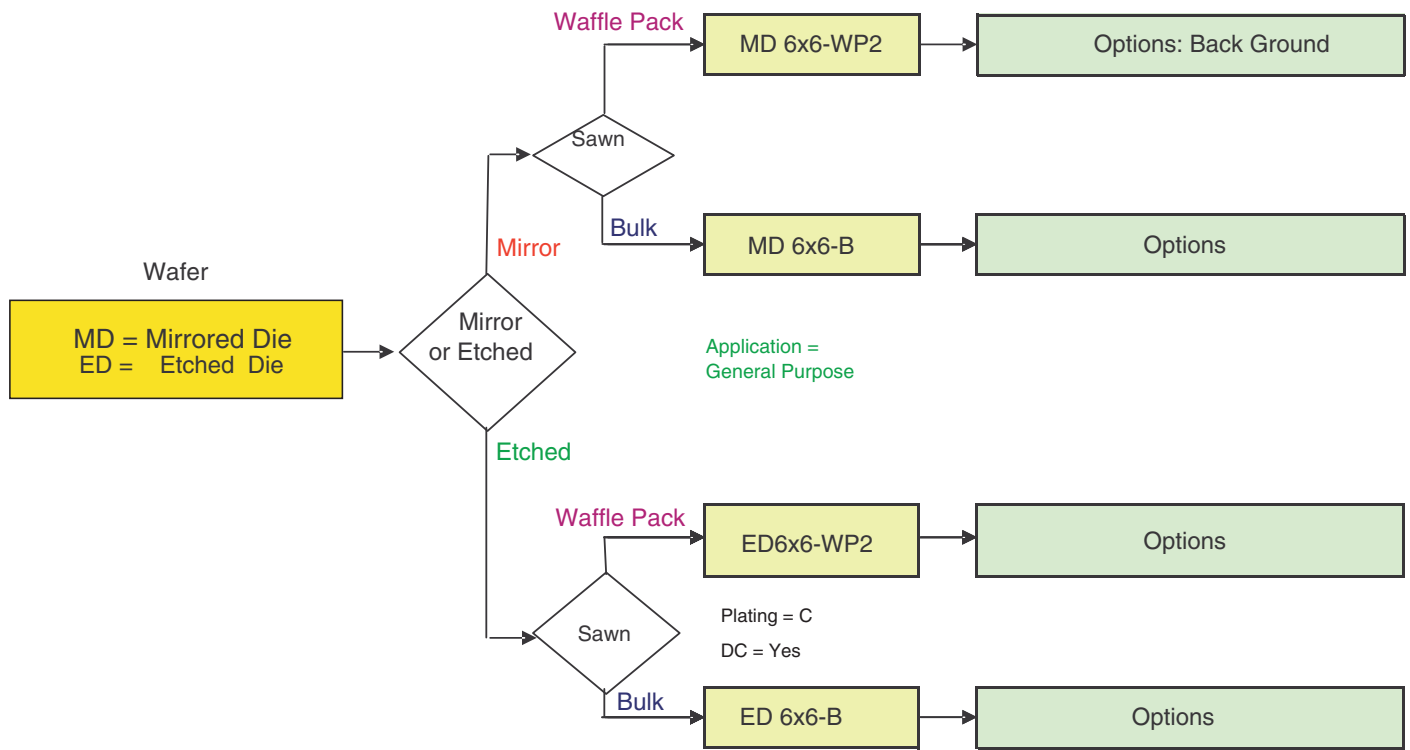 Waffle Pack
MD 6x6-WP2
Options: Back Ground
Sawn
Bulk
MD 6x6-B
Options
Mirror
Wafer
MD = Mirrored Die
ED = Etched Die
Mirror
or Etched
Application =
General Purpose
Etched
Waffle Pack
ED6x6-WP2
Options
Sawn
Plating = C
DC = Yes
Bulk
ED 6x6-B
Options